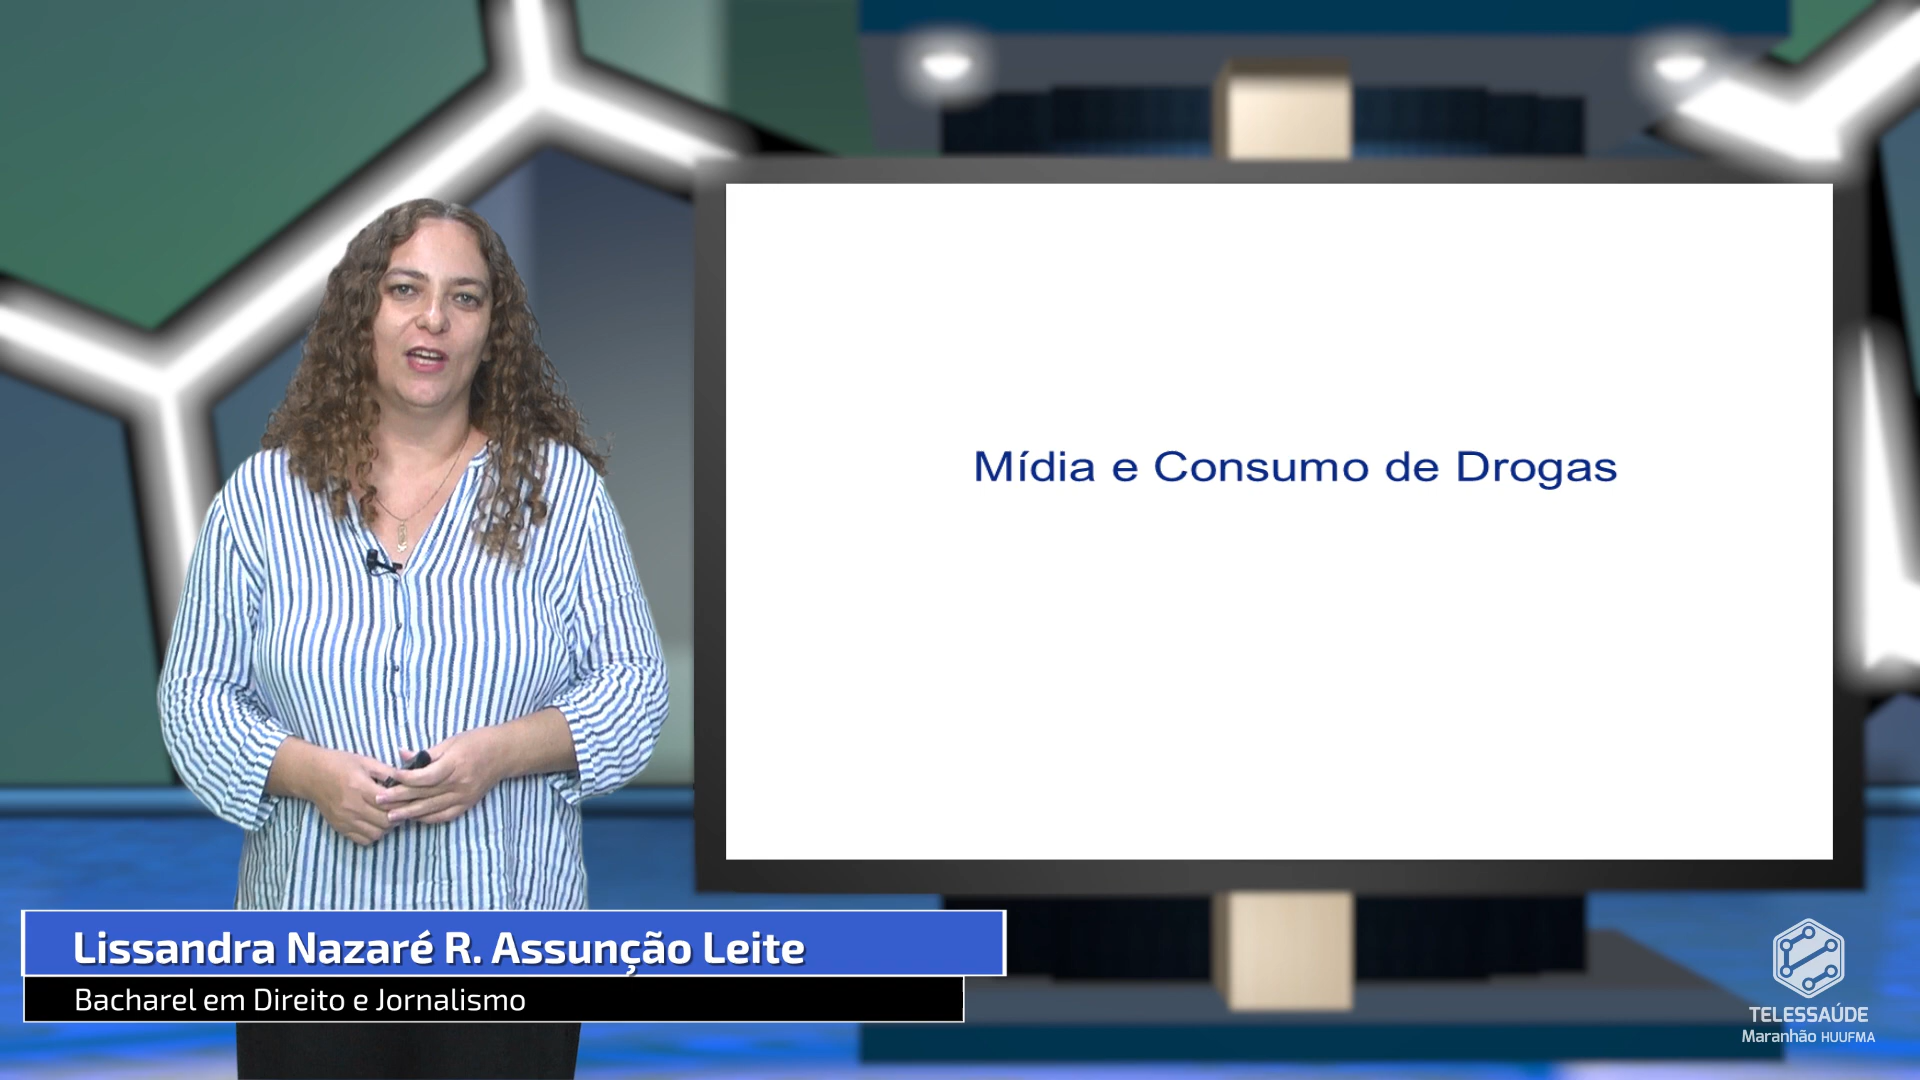 Mídia e Consumo de Drogas
Lissandra Nazaré R. Assunção Leite
Bacharel em Direito e Jornalismo
TELESSAÚDE
Maranhão HUUFMA